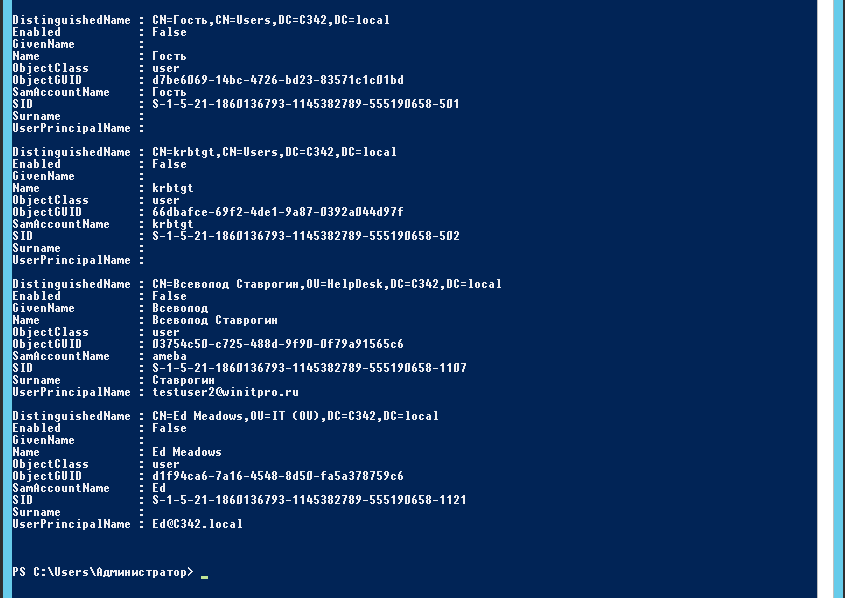 DistinguishedName : CN=Гость,CN=Users,DC=C342,DC=local
Enabled           : False
GivenName         :
Name              : Гость
ObjectClass       : user
ObjectGUID        : d7be6069-14bc-4726-bd23-83571c1c01bd
SamAccountName    : Гость
SID               : S-1-5-21-1860136793-1145382789-555190658-501
Surname           :
UserPrincipalName :
DistinguishedName : CN=krbtgt,CN=Users,DC=C342,DC=local
Enabled           : False
GivenName         :
Name              : krbtgt
ObjectClass       : user
ObjectGUID        : 66dbafce-69f2-4de1-9a87-0392a044d97f
SamAccountName    : krbtgt
SID               : S-1-5-21-1860136793-1145382789-555190658-502
Surname           :
UserPrincipalName :
DistinguishedName : CN=Всеволод Ставрогин,OU=HelpDesk,DC=C342,DC=local
Enabled           : False
GivenName         : Всеволод
Name              : Всеволод Ставрогин
ObjectClass       : user
ObjectGUID        : 03754c50-c725-488d-9f90-0f79a91565c6
SamAccountName    : ameba
SID               : S-1-5-21-1860136793-1145382789-555190658-1107
Surname           : Ставрогин
UserPrincipalName : testuser2@winitpro.ru
DistinguishedName : CN=Ed Meadows,OU=IT (OU),DC=C342,DC=local
Enabled           : False
GivenName         :
Name              : Ed Meadows
ObjectClass       : user
ObjectGUID        : d1f94ca6-7a16-4548-8d50-fa5a378759c6
SamAccountName    : Ed
SID               : S-1-5-21-1860136793-1145382789-555190658-1121
Surname           :
UserPrincipalName : Ed@C342.local
PS C:\Users\Администратор> _